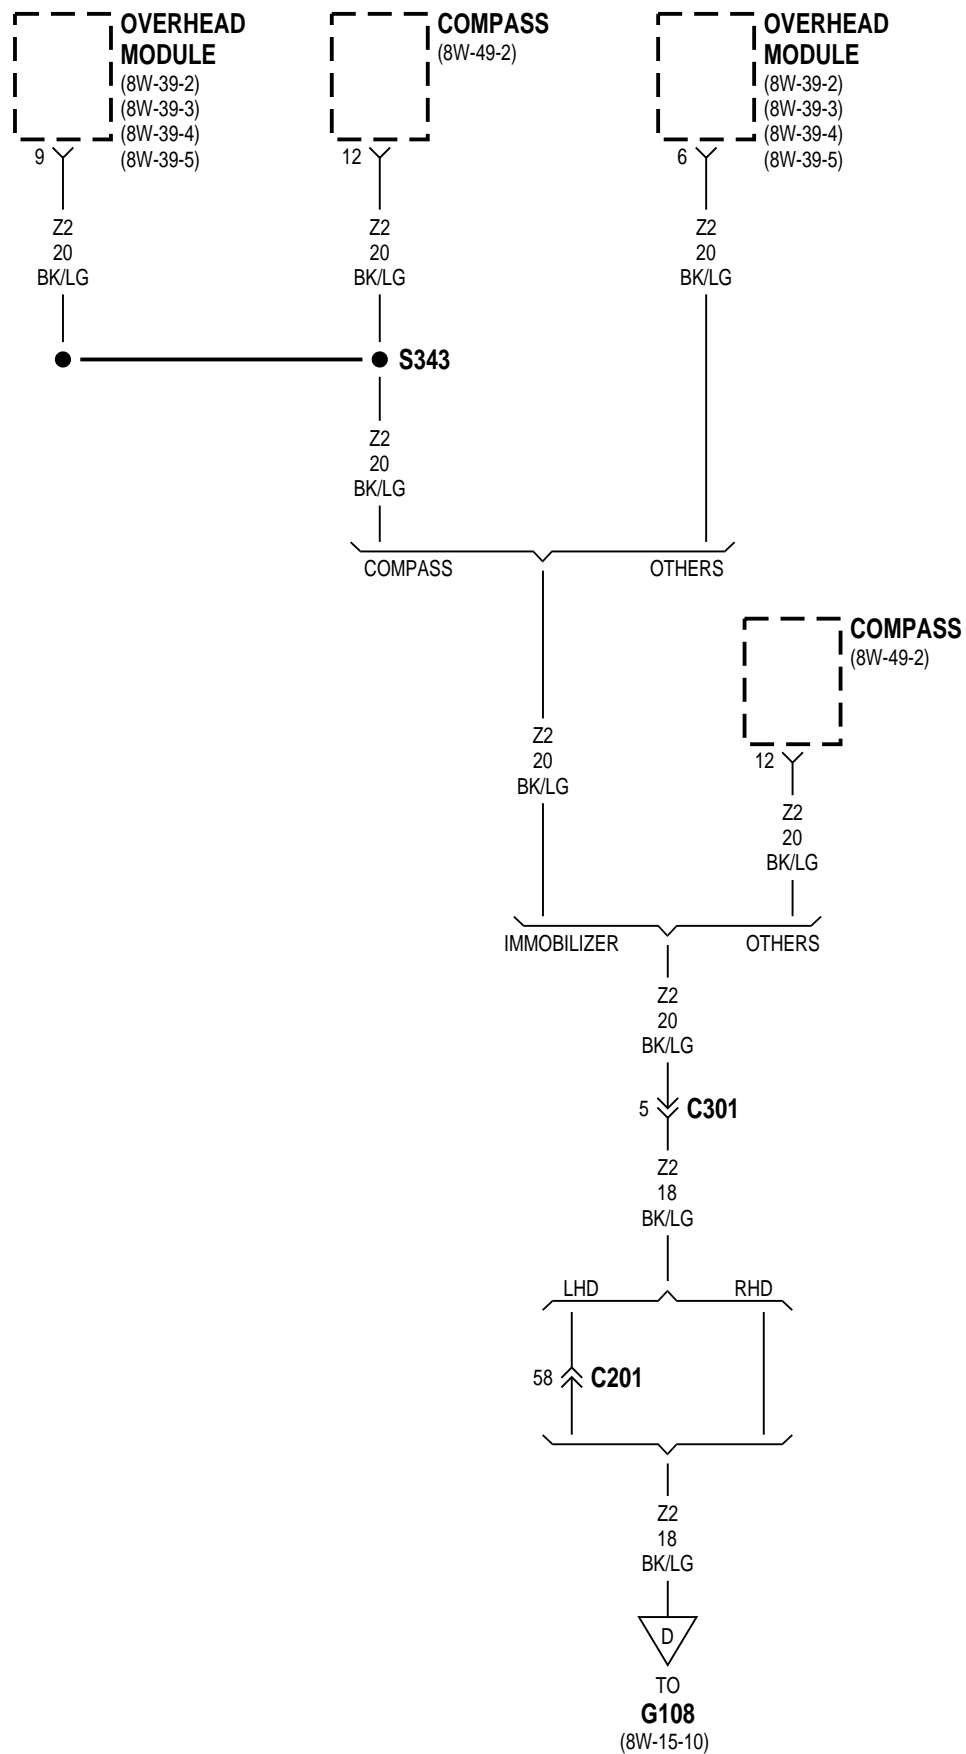 OVERHEAD
MODULE
(8W-39-2)
(8W-39-3)
(8W-39-4)
(8W-39-5)
COMPASS
(8W-49-2)
OVERHEAD
MODULE
(8W-39-2)
(8W-39-3)
(8W-39-4)
(8W-39-5)
9
12
6
Z2
20
BK/LG
Z2
20
BK/LG
Z2
20
BK/LG
S343
Z2
20
BK/LG
COMPASS
OTHERS
COMPASS
(8W-49-2)
12
Z2
20
BK/LG
Z2
20
BK/LG
IMMOBILIZER
OTHERS
Z2
20
BK/LG
5
C301
Z2
18
BK/LG
LHD
RHD
58
C201
Z2
18
BK/LG
D
TO
G108
(8W-15-10)